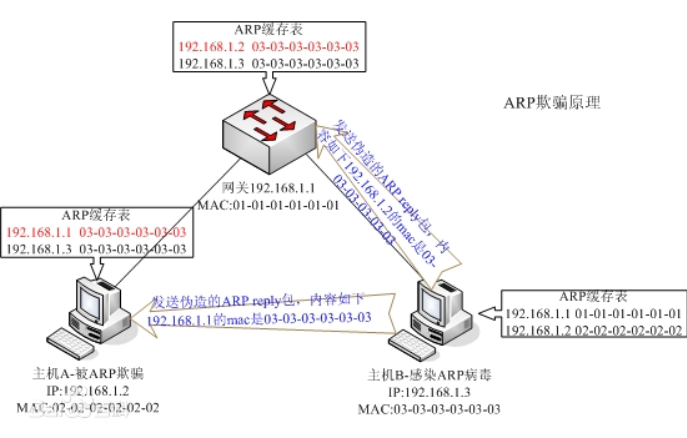 ARP缓存表
192.168.1.2 03-03-03-03-03-03
192.168.1.3 03-03-03-03-03-03
ARP欺骗原理
网关192.168.1.1
MAC:01-01-01-01-01-01
发送伪造的ARP reply包，内
容如下192.168.1.2的mac是03-
03-03-03-03-03
ARP缓存表
192.168.1.1 03-03-03-03-03-03
192.168.1.3 03-03-03-03-03-03
发送伪造的ARP reply包，内容如下
192.168.1.1的mac是03-03-03-03-03-03
ARP缓存表
192.168.1.1 01-01-01-01-01-01
192.168.1.2 02-02-02-02-02-02
主机A-被ARP欺骗
IP:192.168.1.2
MAC:02-02-02-02-02-02
主机B-感染ARP病毒
IP:192.168.1.3
MAC:03-03-03-03-03-03